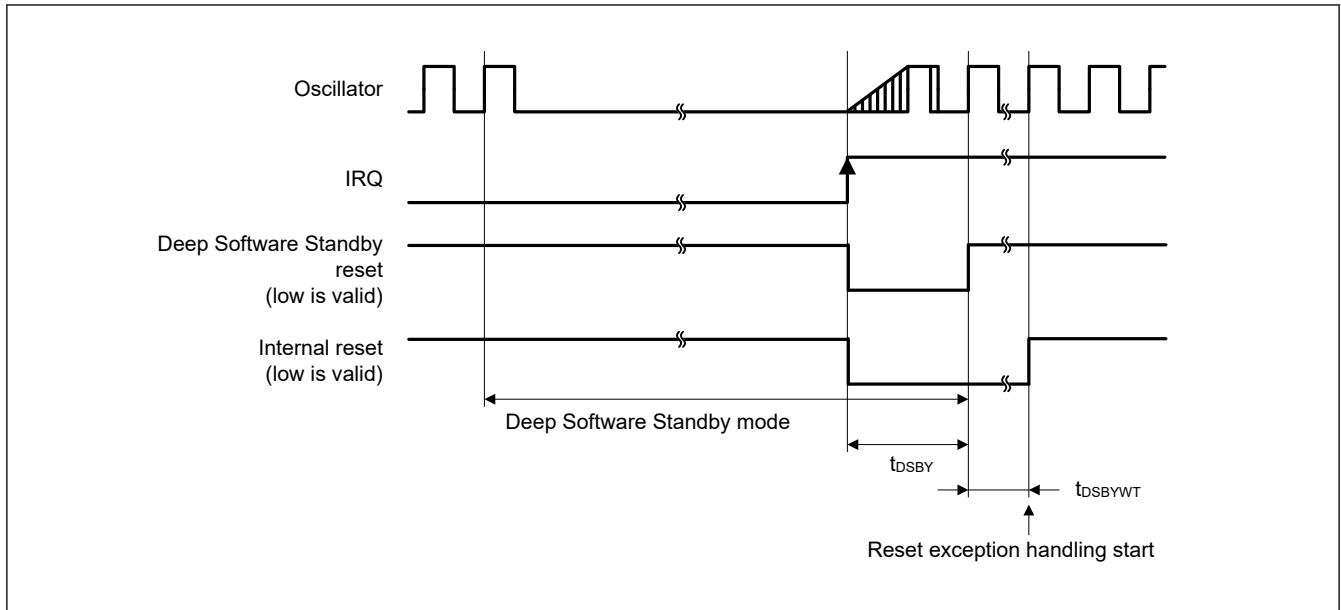 Oscillator
IRQ
Deep Software Standby
reset
(low is valid)
Internal reset
(low is valid)
Deep Software Standby mode
tDSBY
tDSBYWT
Reset exception handling start